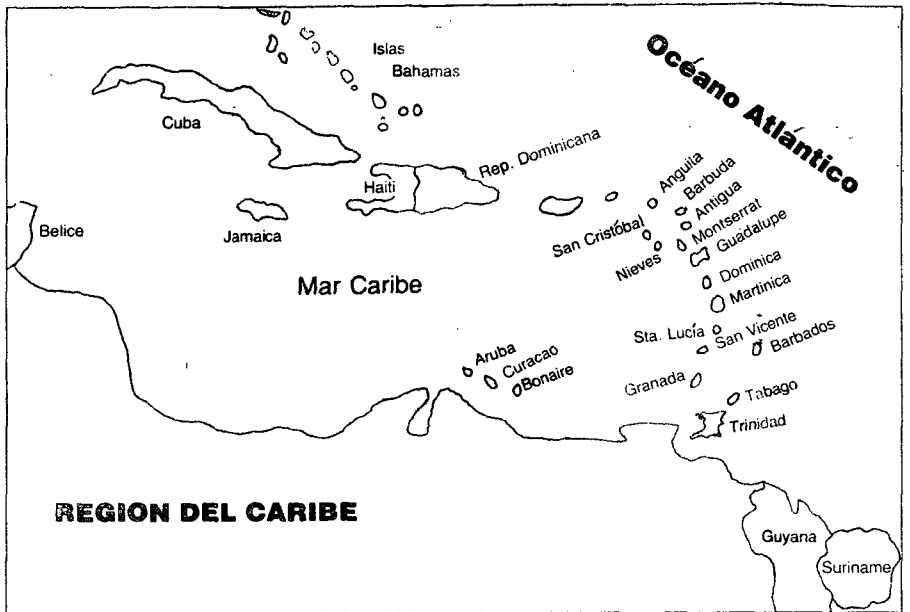 Océano Atlántico
Islas
Bahamas
Cuba
Rep. Dominicana
Haiti
Jamaica
Belice
Mar Caribe
Anguila
Barbuda
Antigua
San Cristóbal
Montserrat
Nieves
Guadalupe
Dominica
Martinica
Sta. Lucía
San Vicente
Barbados
Aruba
Curacao
Bonaire
Granada
Tabago
Trinidad
REGION DEL CARIBE
Guyana
Suriname